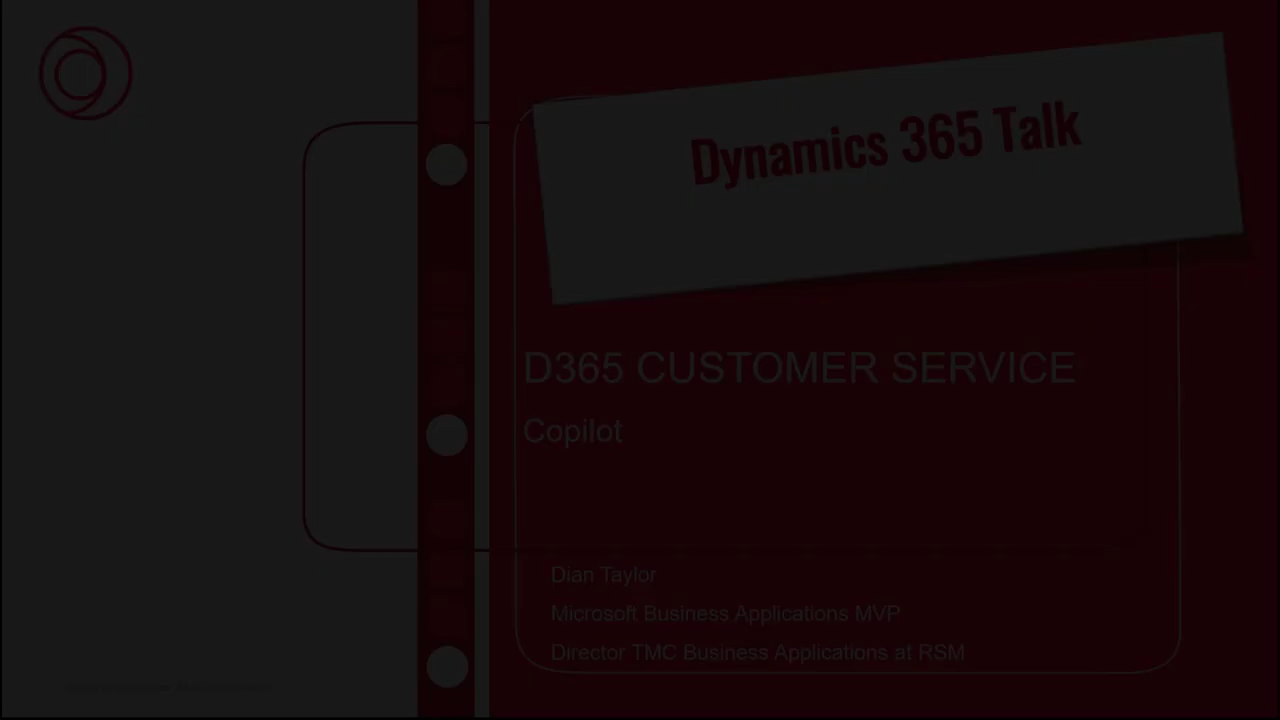 Dynamics 365 Talk
D365 CUSTOMER SERVICE
Copilot
Dian Taylor
Microsoft Business Applications MVP
Director TMC Business Applications at RSM